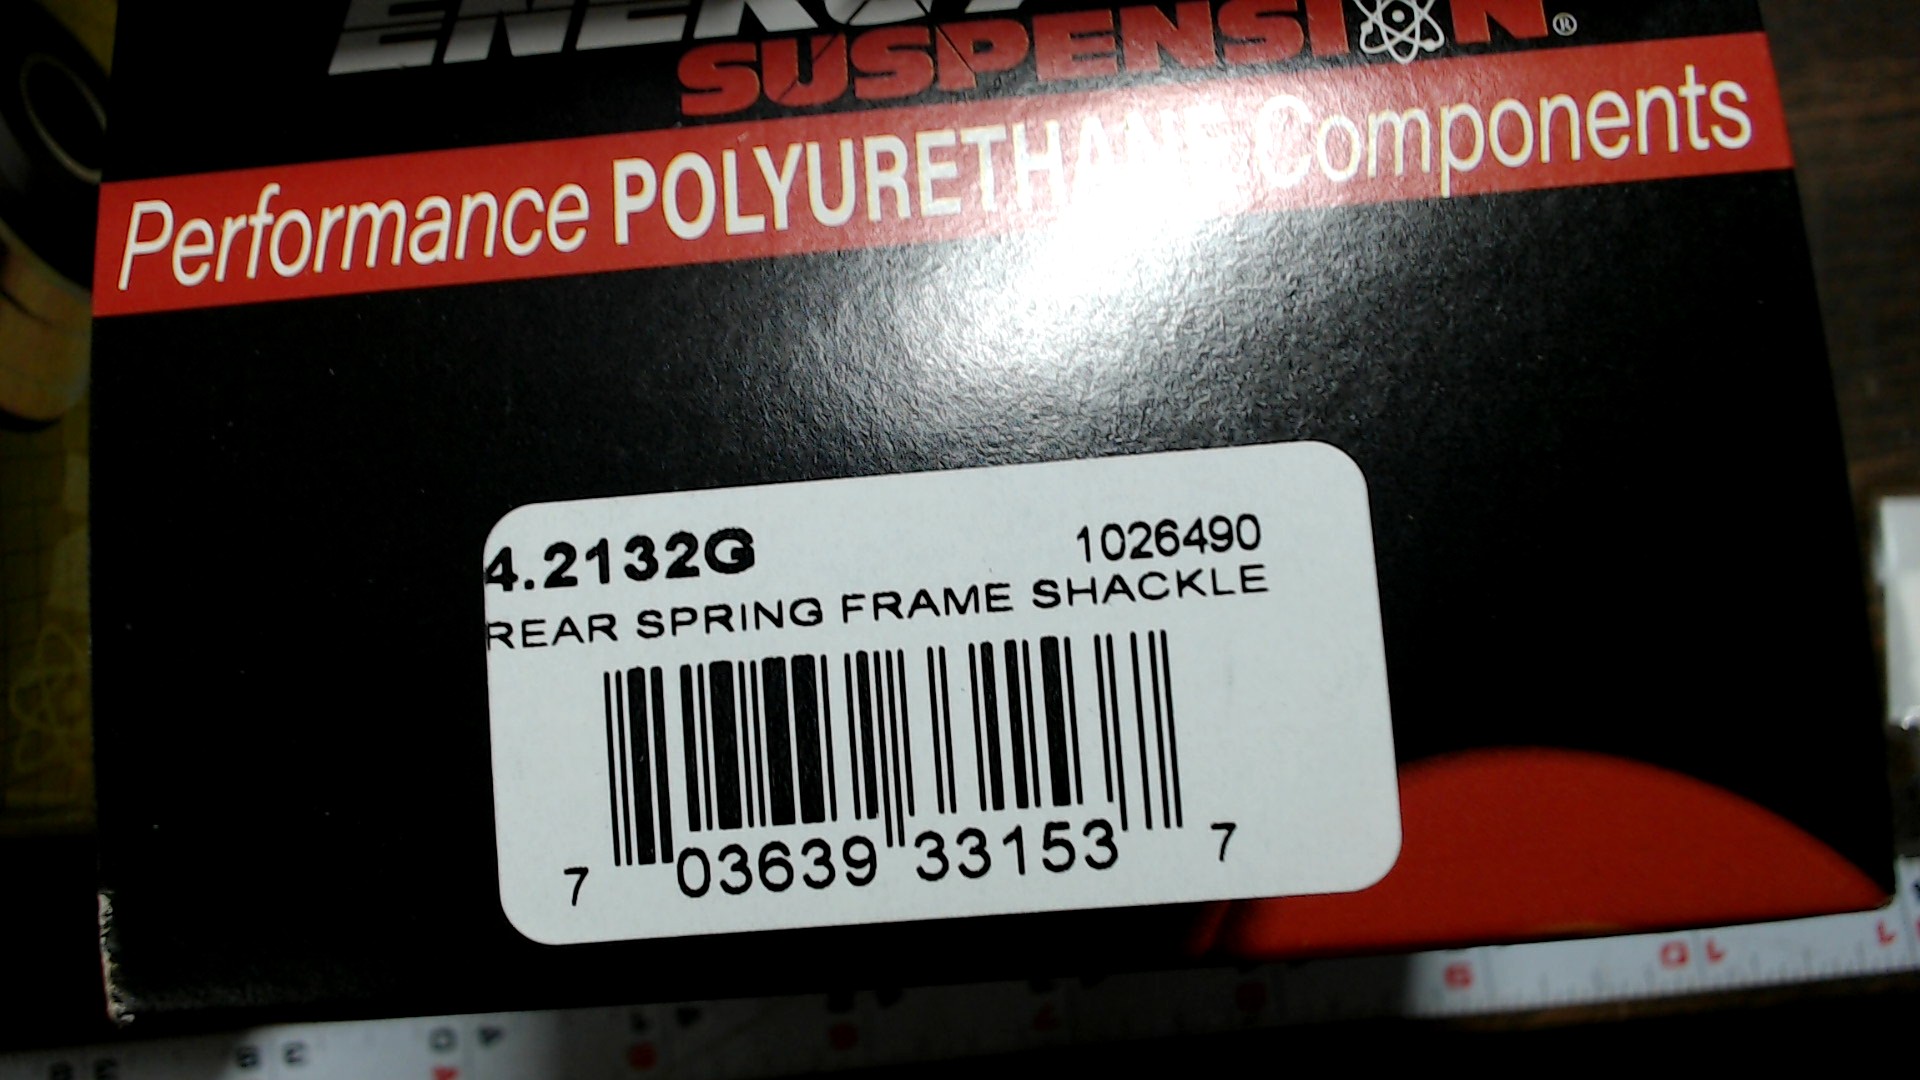 ENERGY
SUSPENSION®
Performance POLYURETHANE Components
4.2132G 1026490
REAR SPRING FRAME SHACKLE
7 03639 33153 7